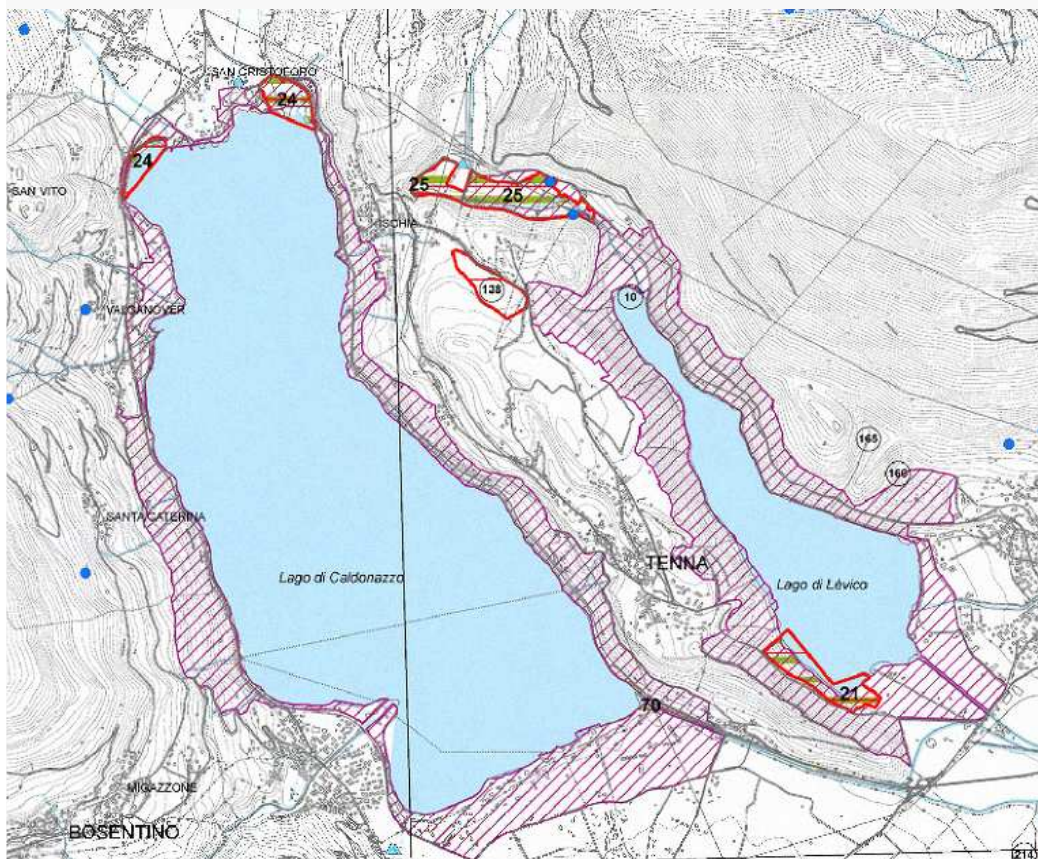 SAN CRISTOFORO
24
24
SAN VITO
25
25
ISCHIA
138
10
VALCANOVER
165
160
SANTA CATERINA
TENNA
Lago di Caldonazzo
Lago di Lévico
21
70
MIGAZZONE
BOSENTINO
214